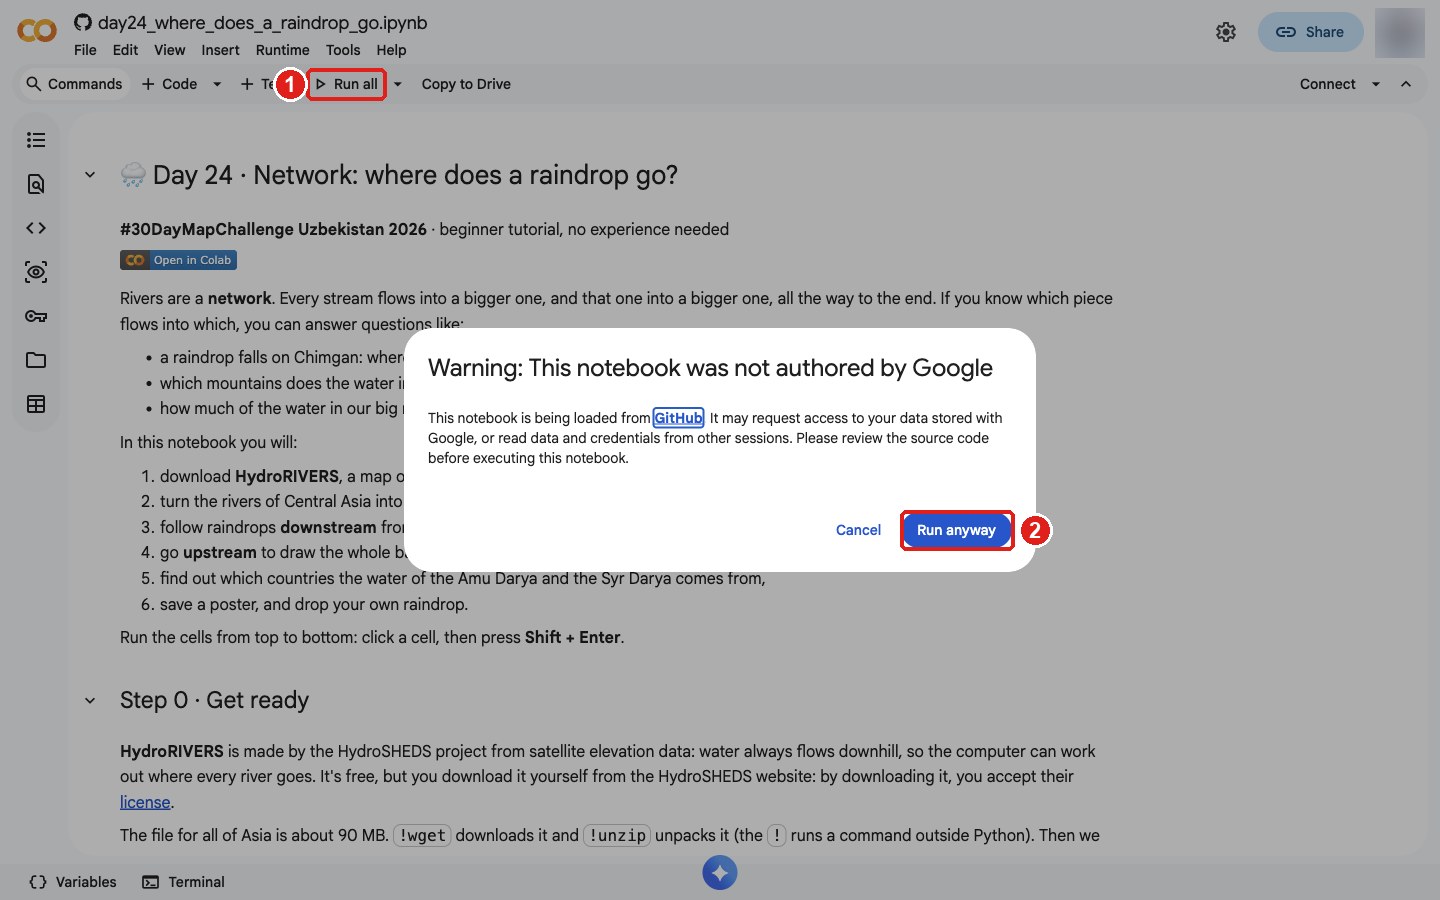 day24_where_does_a_raindrop_go.ipynb
File Edit View Insert Runtime Tools Help
Share
Commands + Code + Te 1 Run all Copy to Drive
Connect
Day 24 · Network: where does a raindrop go?
#30DayMapChallenge Uzbekistan 2026 · beginner tutorial, no experience needed
Open in Colab
Rivers are a network. Every stream flows into a bigger one, and that one into a bigger one, all the way to the end. If you know which piece
flows into which, you can answer questions like:
• a raindrop falls on Chimgan: wher
• which mountains does the water i
• how much of the water in our big
In this notebook you will:
1. download HydroRIVERS, a map o
2. turn the rivers of Central Asia into
3. follow raindrops downstream fro
4. go upstream to draw the whole b
5. find out which countries the water of the Amu Darya and the Syr Darya comes from,
6. save a poster, and drop your own raindrop.
Run the cells from top to bottom: click a cell, then press Shift + Enter.
Warning: This notebook was not authored by Google
This notebook is being loaded from GitHub. It may request access to your data stored with
Google, or read data and credentials from other sessions. Please review the source code
before executing this notebook.
Cancel Run anyway 2
Step 0 · Get ready
HydroRIVERS is made by the HydroSHEDS project from satellite elevation data: water always flows downhill, so the computer can work
out where every river goes. It's free, but you download it yourself from the HydroSHEDS website: by downloading it, you accept their
license.
The file for all of Asia is about 90 MB. !wget downloads it and !unzip unpacks it (the ! runs a command outside Python). Then we
Variables Terminal